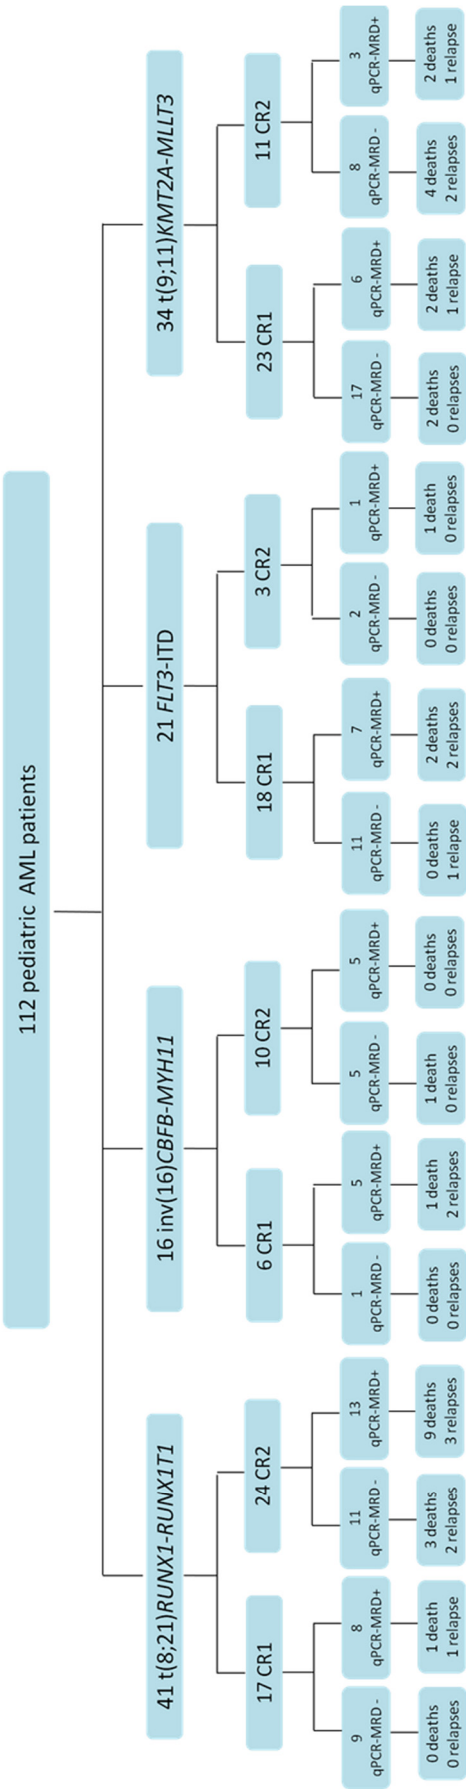 112 pediatric AML patients
41 t(8;21)RUNX1-RUNX1T1
16 inv(16)CBFB-MYH11
21 FLT3-ITD
34 t(9;11)KMT2A-MLLT3
17 CR1
24 CR2
6 CR1
10 CR2
18 CR1
3 CR2
23 CR1
11 CR2
9
qPCR-MRD -
8
qPCR-MRD+
11
qPCR-MRD -
13
qPCR-MRD+
1
qPCR-MRD -
5
qPCR-MRD+
5
qPCR-MRD -
5
qPCR-MRD+
11
qPCR-MRD -
7
qPCR-MRD+
2
qPCR-MRD -
1
qPCR-MRD+
17
qPCR-MRD -
6
qPCR-MRD+
8
qPCR-MRD -
3
qPCR-MRD+
0 deaths
0 relapses
1 death
1 relapse
3 deaths
2 relapses
9 deaths
3 relapses
0 deaths
0 relapses
1 death
2 relapses
1 death
0 relapses
0 deaths
0 relapses
0 deaths
1 relapse
2 deaths
2 relapses
0 deaths
0 relapses
1 death
0 relapses
2 deaths
0 relapses
2 deaths
1 relapse
4 deaths
2 relapses
2 deaths
1 relapse